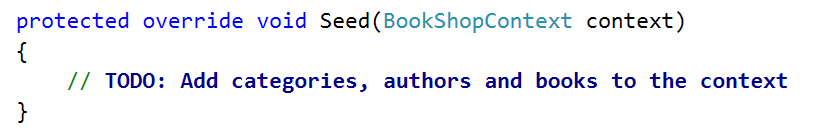 protected override void Seed(BookShopContext context)
{
    // TODO: Add categories, authors and books to the context
}